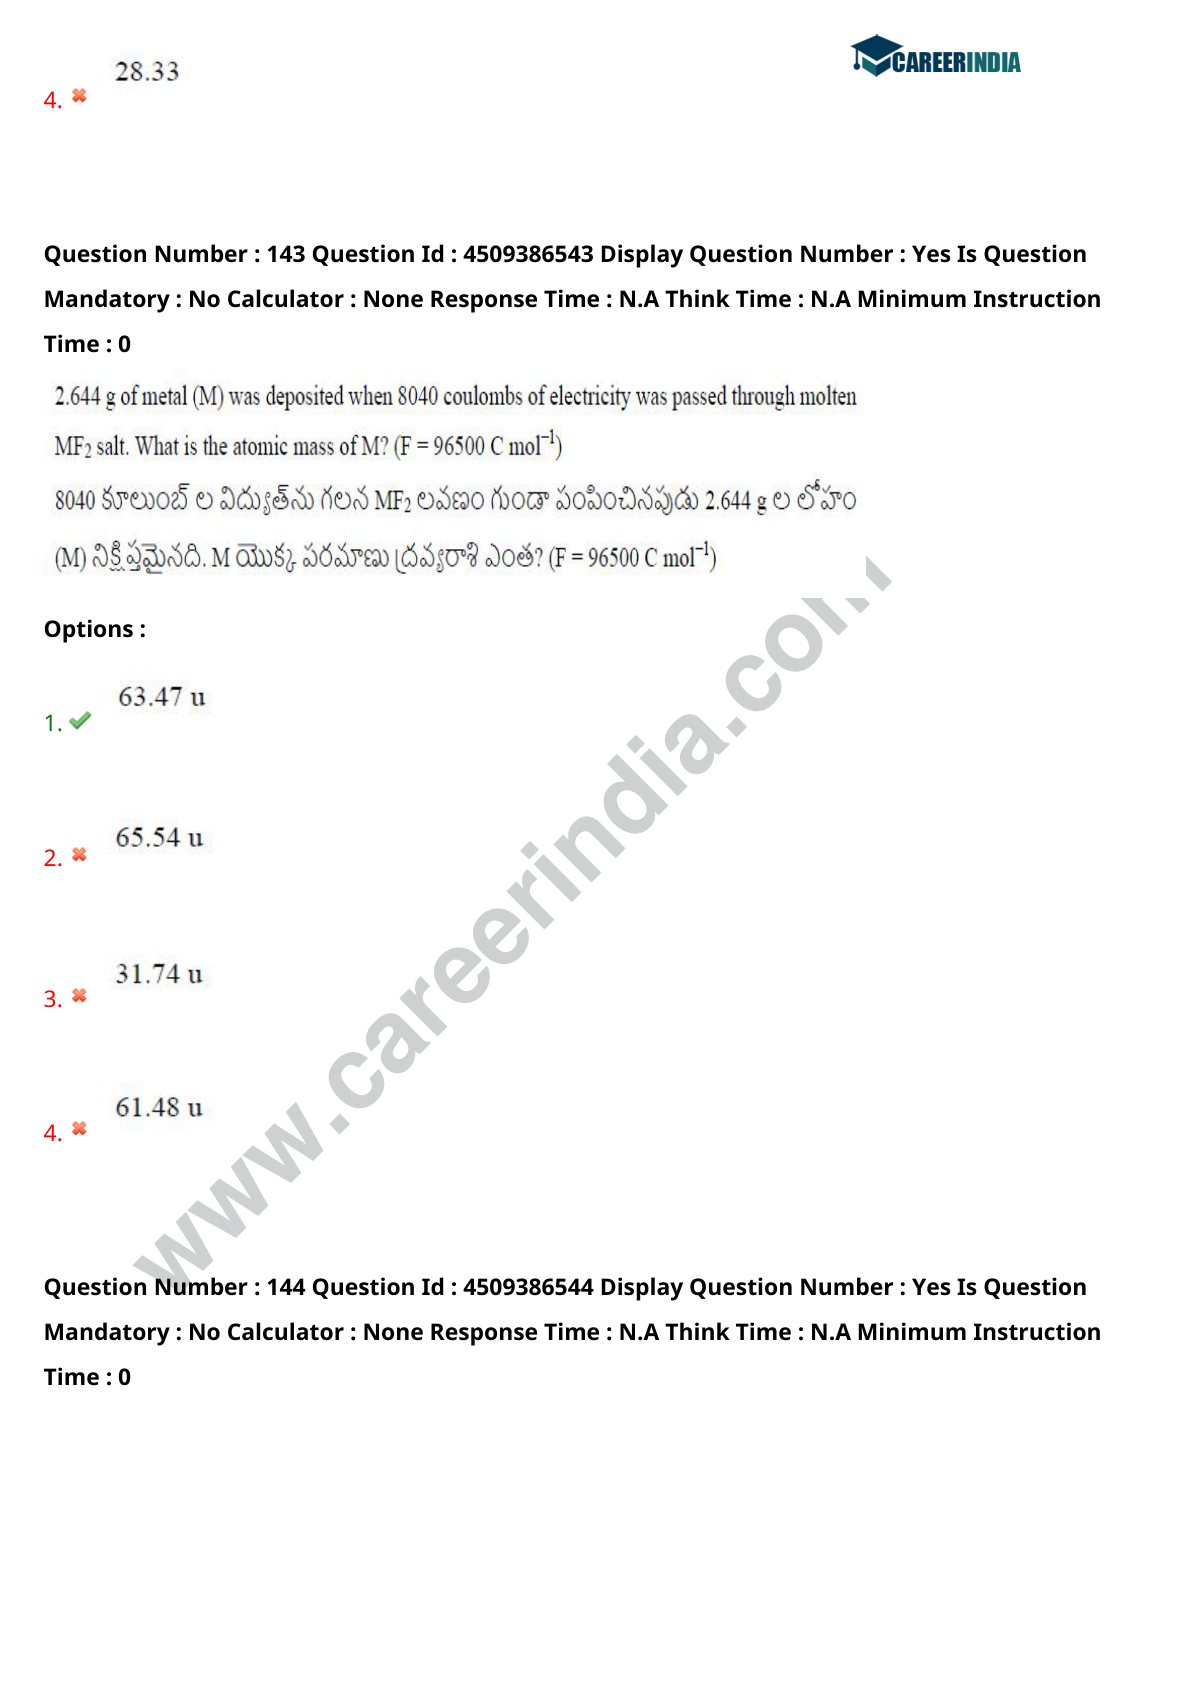 CAREERINDIA
28.33
4.
Question Number : 143 Question Id : 4509386543 Display Question Number : Yes Is Question
Mandatory : No Calculator : None Response Time : N.A Think Time : N.A Minimum Instruction
Time : 0
2.644 g of metal (M) was deposited when 8040 coulombs of electricity was passed through molten
MF₂ salt. What is the atomic mass of M? (F = 96500 C mol⁻¹)
8040 కూలుంబ్ ల విద్యుత్‌ను గలన MF₂ లవణం గుండా పంపించినపుడు 2.644 g ల లోహం
(M) నిక్షిప్తమైనది. M యొక్క పరమాణు ద్రవ్యరాశి ఎంత? (F = 96500 C mol⁻¹)
Options :
63.47 u
1.
65.54 u
2.
31.74 u
3.
61.48 u
4.
www.careerindia.com
Question Number : 144 Question Id : 4509386544 Display Question Number : Yes Is Question
Mandatory : No Calculator : None Response Time : N.A Think Time : N.A Minimum Instruction
Time : 0